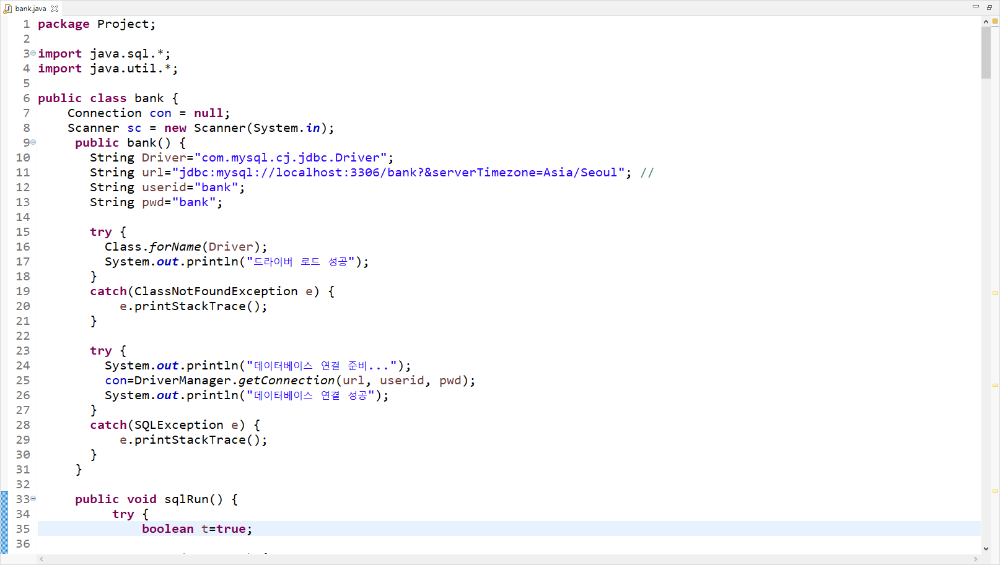 bank.java
1 package Project;
2
3 import java.sql.*;
4 import java.util.*;
5
6 public class bank {
7     Connection con = null;
8     Scanner sc = new Scanner(System.in);
9      public bank() {
10        String Driver="com.mysql.cj.jdbc.Driver";
11        String url="jdbc:mysql://localhost:3306/bank?&serverTimezone=Asia/Seoul"; //
12        String userid="bank";
13        String pwd="bank";
14
15        try {
16          Class.forName(Driver);
17          System.out.println("드라이버 로드 성공");
18        }
19        catch(ClassNotFoundException e) {
20            e.printStackTrace();
21        }
22
23        try {
24          System.out.println("데이터베이스 연결 준비...");
25          con=DriverManager.getConnection(url, userid, pwd);
26          System.out.println("데이터베이스 연결 성공");
27        }
28        catch(SQLException e) {
29            e.printStackTrace();
30        }
31      }
32
33      public void sqlRun() {
34           try {
35               boolean t=true;
36